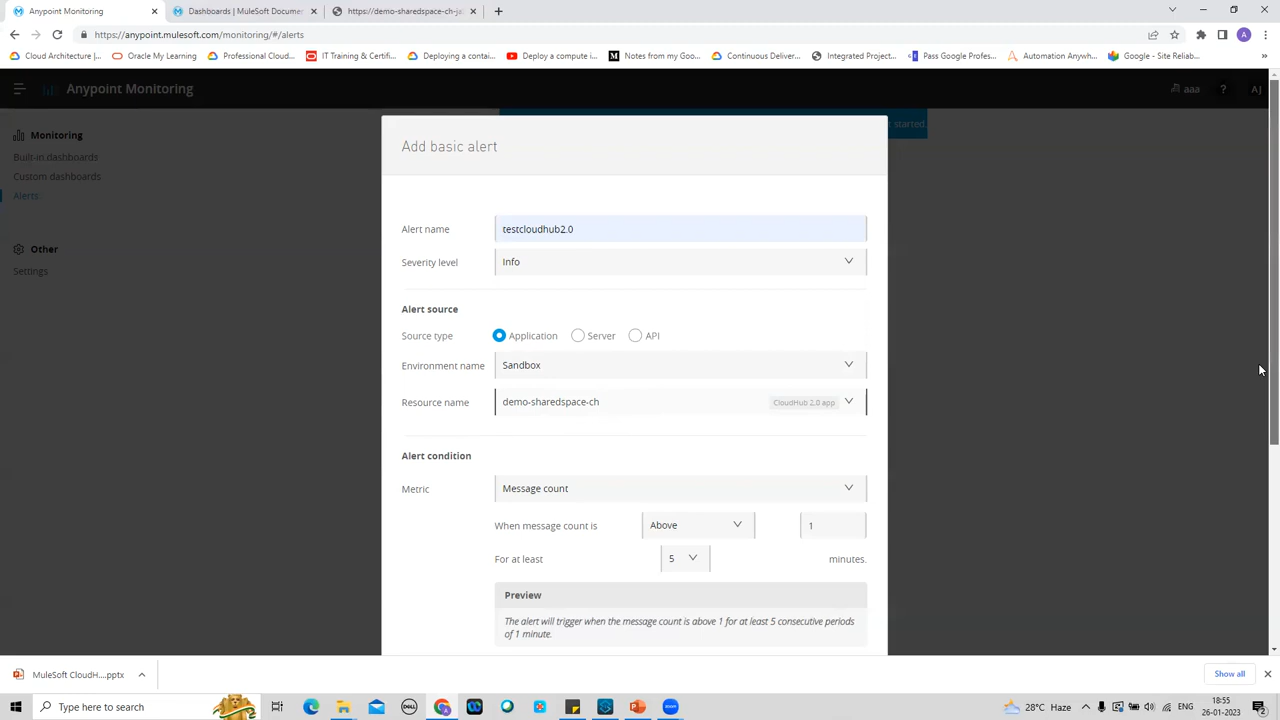 Anypoint Monitoring
Dashboards | MuleSoft Docume
https://demo-sharedspace-ch-ja
https://anypoint.mulesoft.com/monitoring/#/alerts
A
Cloud Architecture |...
Oracle My Learning
Professional Cloud...
IT Training & Certifi...
Deploying a contai...
Deploy a compute i...
Notes from my Goo...
Continuous Deliver...
Integrated Project...
Pass Google Profes...
Automation Anywh...
Google - Site Reliab...
Anypoint Monitoring
aaa
?
AJ
started.
Monitoring
Built-in dashboards
Custom dashboards
Alerts
Other
Settings
Add basic alert
Alert name
testcloudhub2.0
Severity level
Info
Alert source
Source type
Application
Server
API
Environment name
Sandbox
Resource name
demo-sharedspace-ch
CloudHub 2.0 app
Alert condition
Metric
Message count
When message count is
Above
1
For at least
5
minutes.
Preview
The alert will trigger when the message count is above 1 for at least 5 consecutive periods
of 1 minute.
MuleSoft CloudH....pptx
Show all
Type here to search
28°C Haze
ENG
18:55
26-01-2023